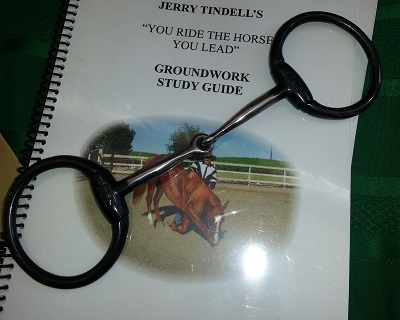 JERRY TINDELL'S
"YOU RIDE THE HORSE
YOU LEAD"
GROUNDWORK
STUDY GUIDE